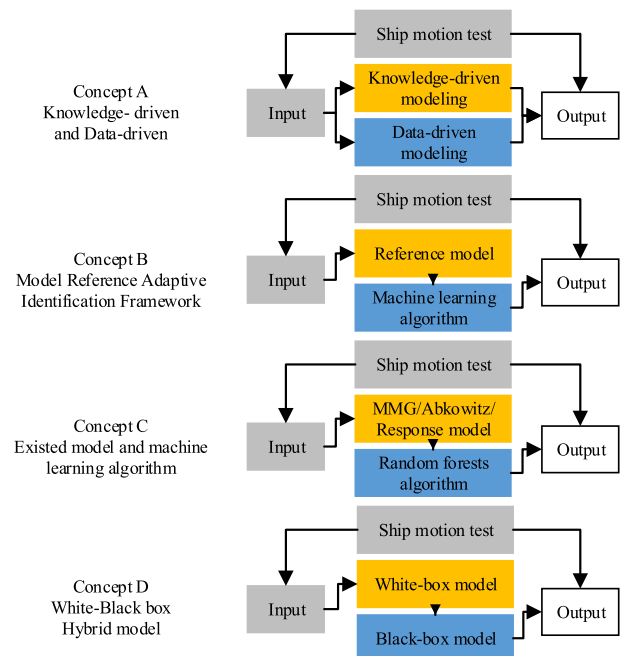 Ship motion test
Concept A
Knowledge- driven
and Data-driven
Input
Knowledge-driven
modeling
Data-driven
modeling
Output
Ship motion test
Concept B
Model Reference Adaptive
Identification Framework
Input
Reference model
Machine learning
algorithm
Output
Ship motion test
Concept C
Existed model and machine
learning algorithm
Input
MMG/Abkowitz/
Response model
Random forests
algorithm
Output
Ship motion test
Concept D
White-Black box
Hybrid model
Input
White-box model
Black-box model
Output